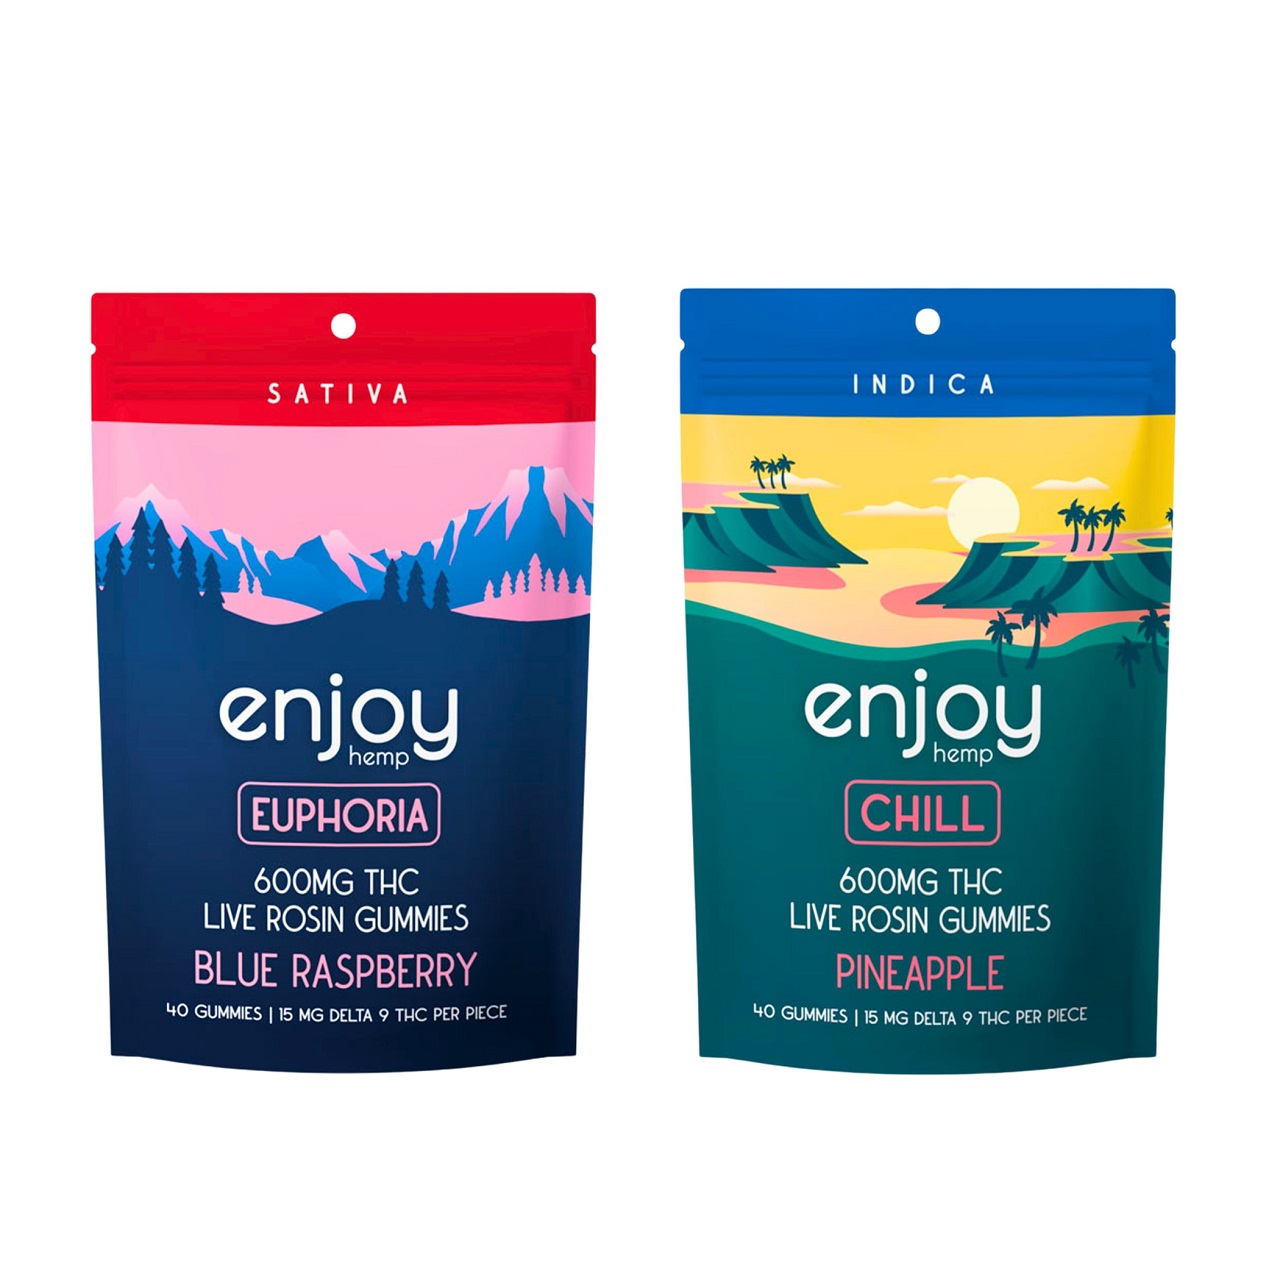 SATIVA
enjoy
hemp
EUPHORIA
600MG THC
LIVE ROSIN GUMMIES
BLUE RASPBERRY
40 GUMMIES | 15 MG DELTA 9 THC PER PIECE
INDICA
enjoy
hemp
CHILL
600MG THC
LIVE ROSIN GUMMIES
PINEAPPLE
40 GUMMIES | 15 MG DELTA 9 THC PER PIECE